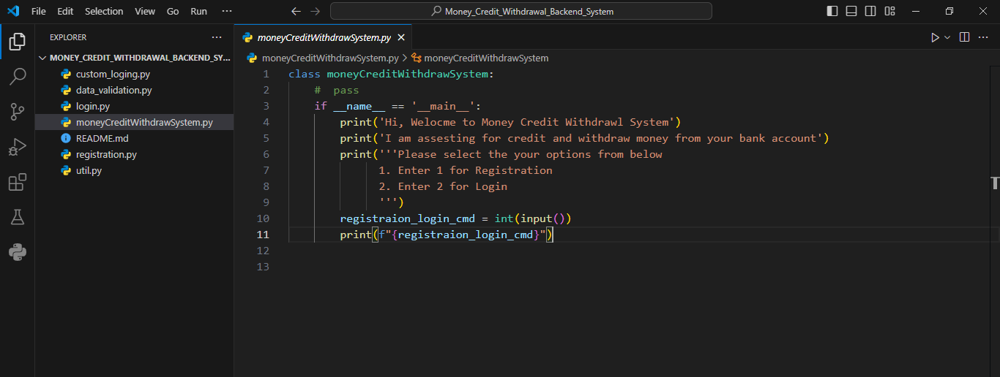 File Edit Selection View Go Run ··· Money_Credit_Withdrawal_Backend_System
EXPLORER ···
MONEY_CREDIT_WITHDRAWAL_BACKEND_SY...
custom_loging.py
data_validation.py
login.py
moneyCreditWithdrawSystem.py
README.md
registration.py
util.py
moneyCreditWithdrawSystem.py
moneyCreditWithdrawSystem.py > moneyCreditWithdrawSystem
1 class moneyCreditWithdrawSystem:
2 #  pass
3 if __name__ == '__main__':
4 print('Hi, Welocme to Money Credit Withdrawl System')
5 print('I am assesting for credit and withdraw money from your bank account')
6 print('''Please select the your options from below
7 1. Enter 1 for Registration
8 2. Enter 2 for Login
9 ''')
10 registraion_login_cmd = int(input())
11 print(f"{registraion_login_cmd}")
12
13